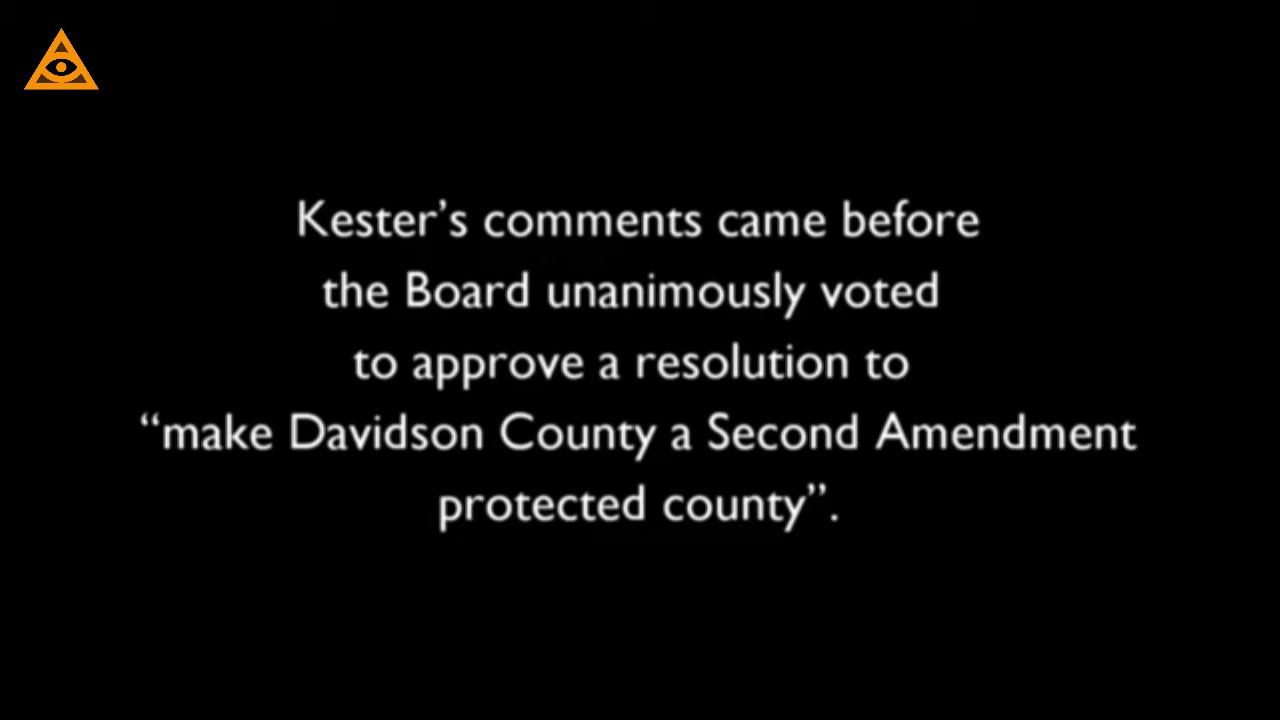 Kester’s comments came before
the Board unanimously voted
to approve a resolution to
“make Davidson County a Second Amendment
protected county”.